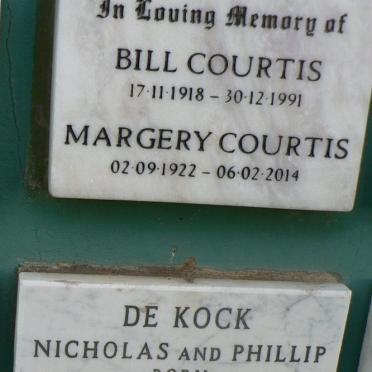 In Loving Memory of
BILL COURTIS
17·11·1918 – 30·12·1991
MARGERY COURTIS
02·09·1922 – 06·02·2014
DE KOCK
NICHOLAS AND PHILLIP
BORN